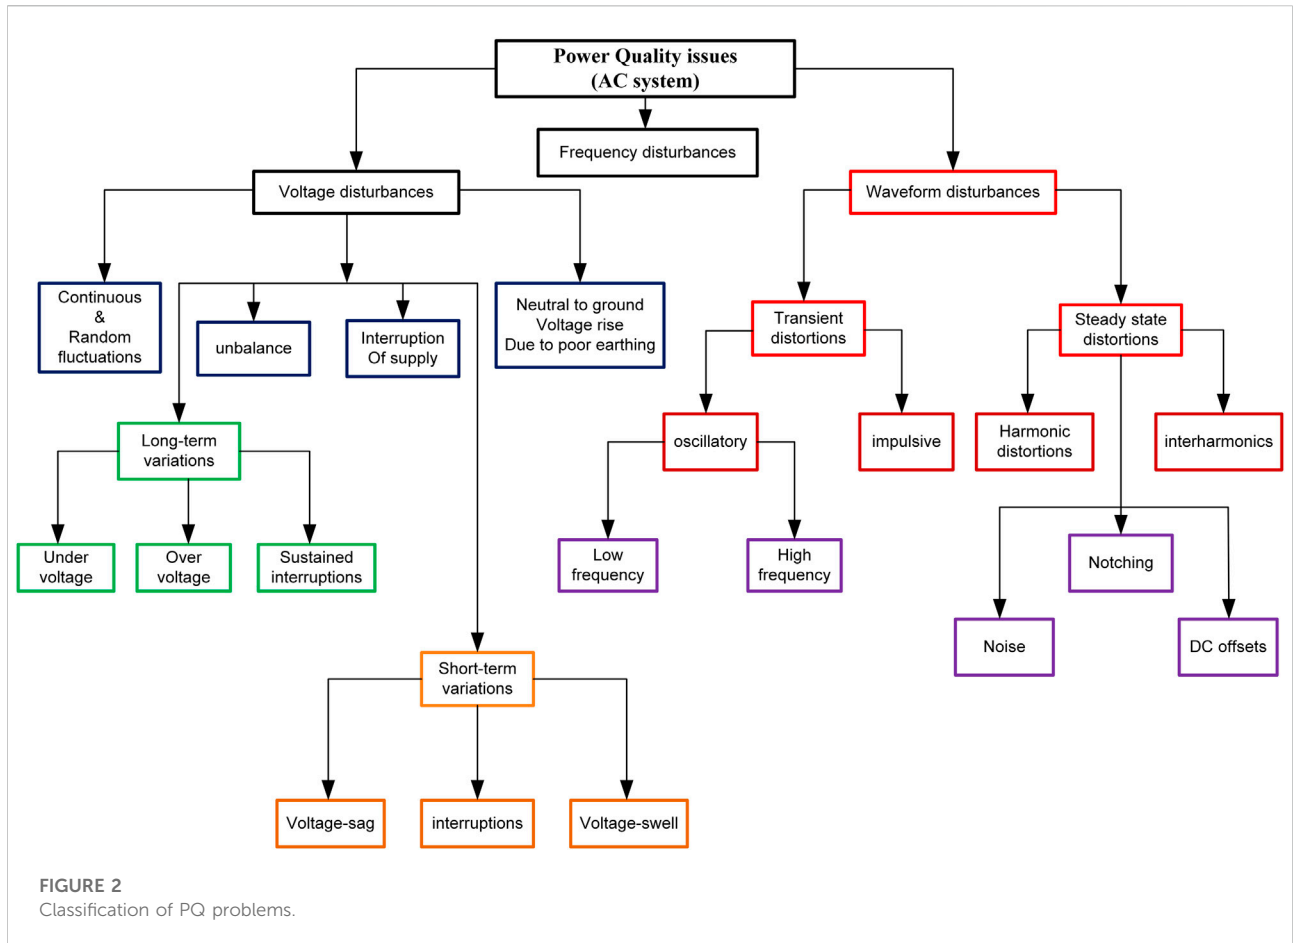 Power Quality issues
(AC system)
Frequency disturbances
Voltage disturbances
Waveform disturbances
Continuous
&
Random
fluctuations
unbalance
Interruption
Of supply
Neutral to ground
Voltage rise
Due to poor earthing
Transient
distortions
Steady state
distortions
Long-term
variations
oscillatory
impulsive
Harmonic
distortions
interharmonics
Under
voltage
Over
voltage
Sustained
interruptions
Low
frequency
High
frequency
Notching
Noise
DC offsets
Short-term
variations
Voltage-sag
interruptions
Voltage-swell
FIGURE 2
Classification of PQ problems.